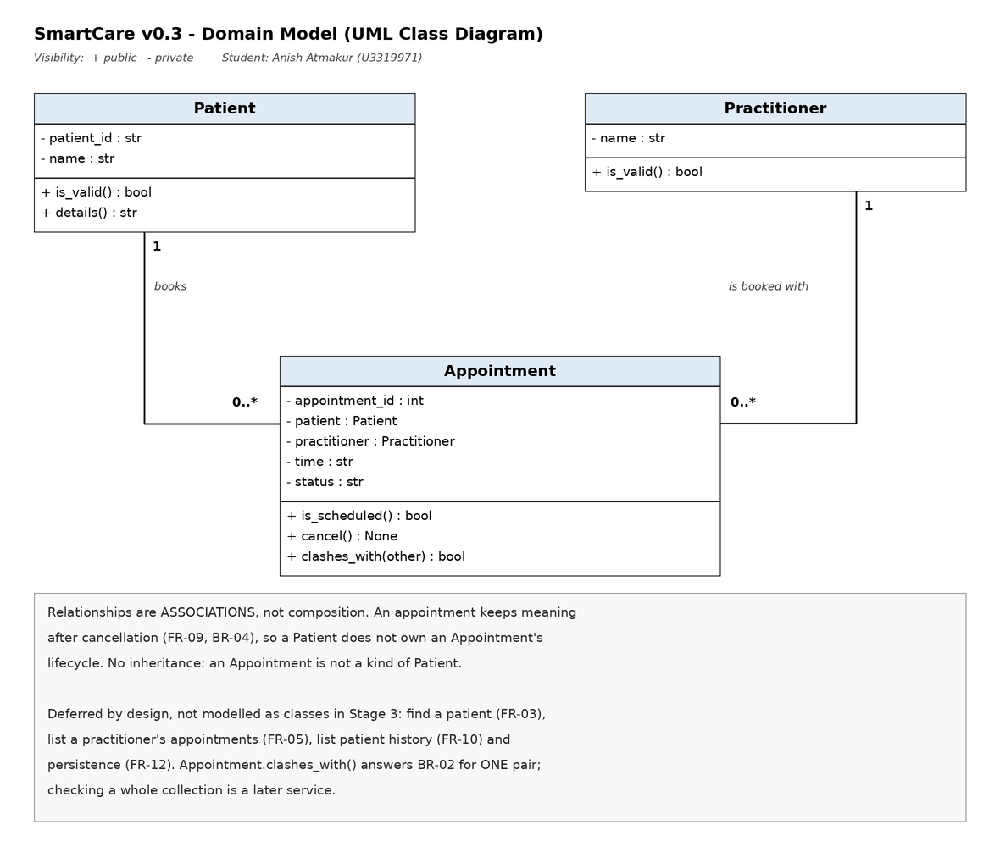 SmartCare v0.3 - Domain Model (UML Class Diagram)
Visibility:  + public   - private        Student: Anish Atmakur (U3319971)
Patient
- patient_id : str
- name : str
+ is_valid() : bool
+ details() : str
Practitioner
- name : str
+ is_valid() : bool
1
1
books
is booked with
Appointment
0..*
0..*
- appointment_id : int
- patient : Patient
- practitioner : Practitioner
- time : str
- status : str
+ is_scheduled() : bool
+ cancel() : None
+ clashes_with(other) : bool
Relationships are ASSOCIATIONS, not composition. An appointment keeps meaning
after cancellation (FR-09, BR-04), so a Patient does not own an Appointment's
lifecycle. No inheritance: an Appointment is not a kind of Patient.
Deferred by design, not modelled as classes in Stage 3: find a patient (FR-03),
list a practitioner's appointments (FR-05), list patient history (FR-10) and
persistence (FR-12). Appointment.clashes_with() answers BR-02 for ONE pair;
checking a whole collection is a later service.